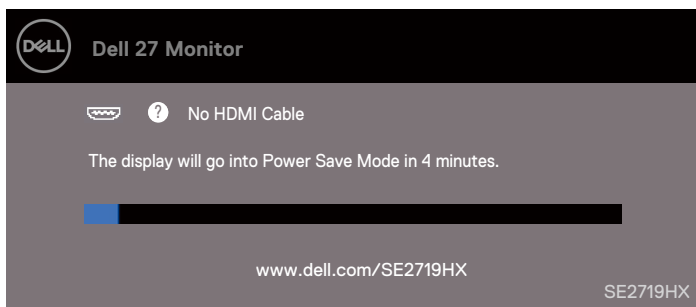 DELL
Dell 27 Monitor
? No HDMI Cable
The display will go into Power Save Mode in 4 minutes.
www.dell.com/SE2719HX
SE2719HX